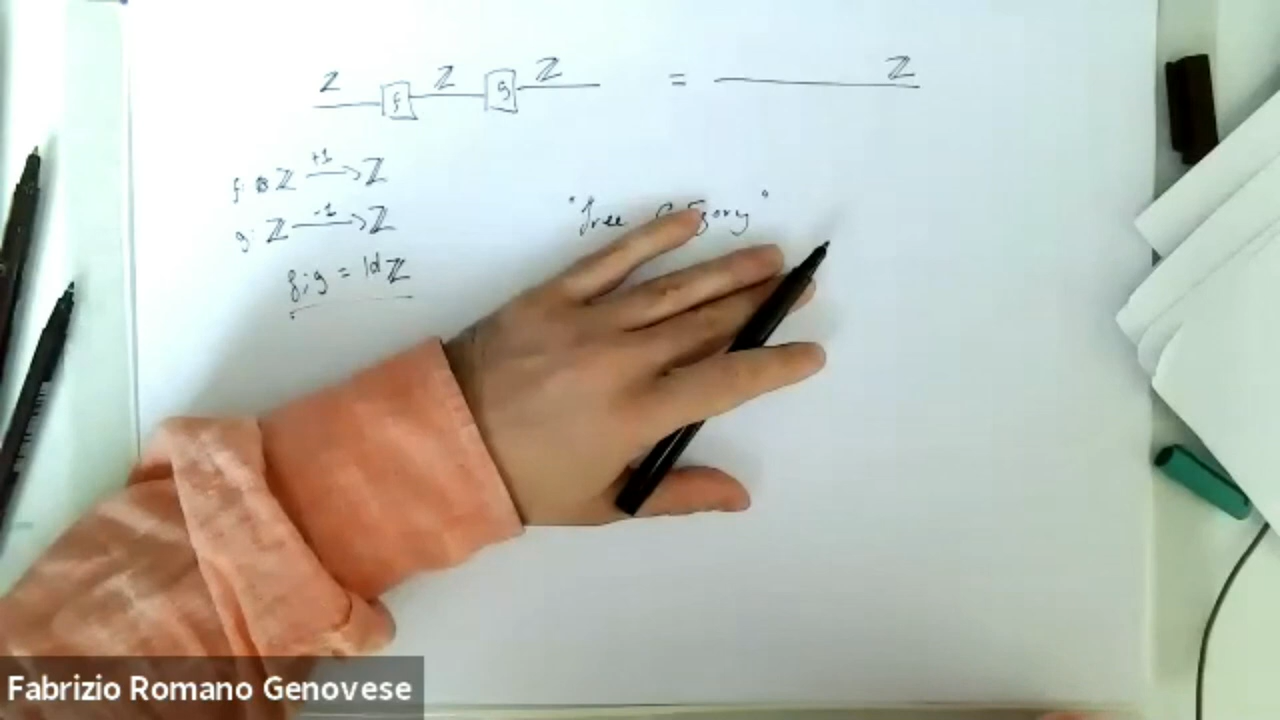 Z Z Z = Z
f g
f: ℤ +1→ ℤ
g: ℤ -1→ ℤ
"free
f;g = Id ℤ
Fabrizio Romano Genovese